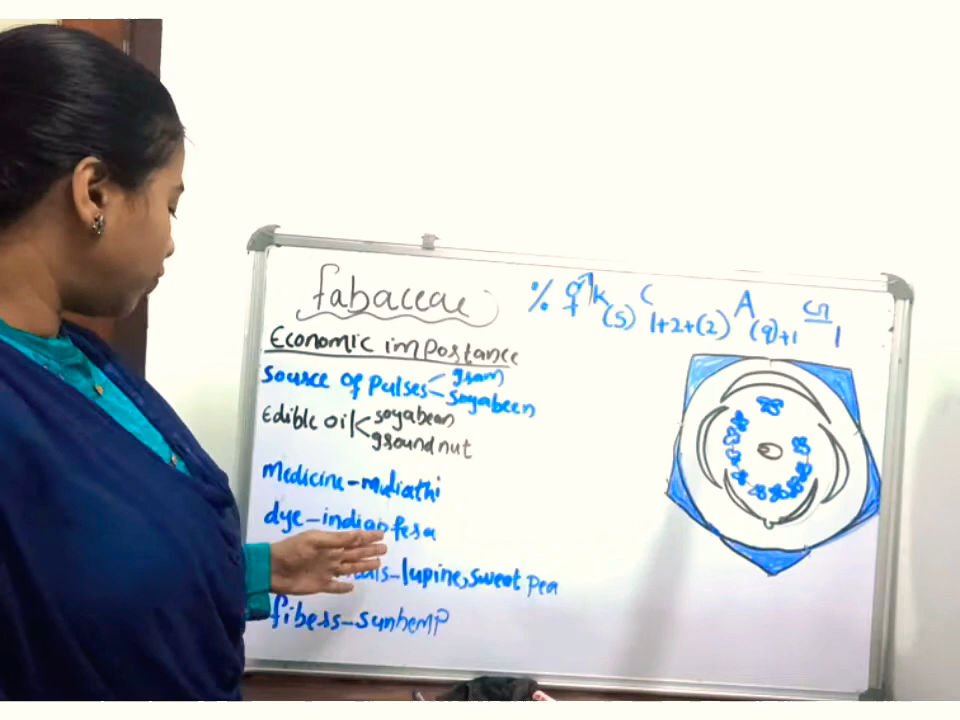 fabaceae
% ⚥ K(5) C1+2+(2) A(9)+1 G1
Economic importance
Source of Pulses < gram
soyabeen
Edible oil < soyabean
groundnut
medicine - muliathi
dye - indian fera
lupine, sweet pea
fibers - sunhemp